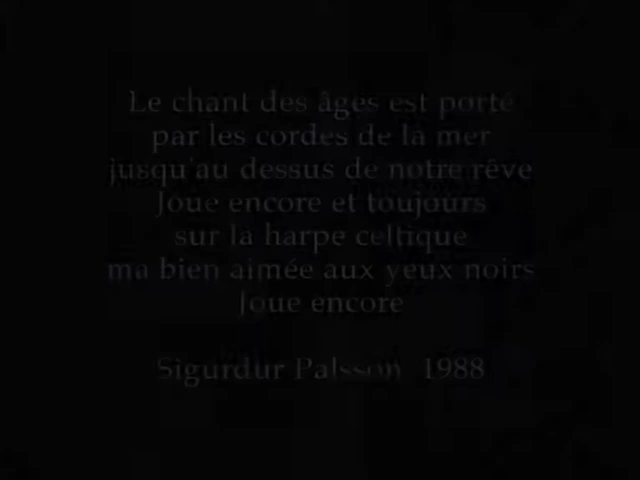 Le chant des âges est porté
par les cordes de la mer
jusqu'au dessus de notre rêve
Joue encore et toujours
sur la harpe celtique
ma bien aimée aux yeux noirs
Joue encore
Sigurdur Palsson 1988